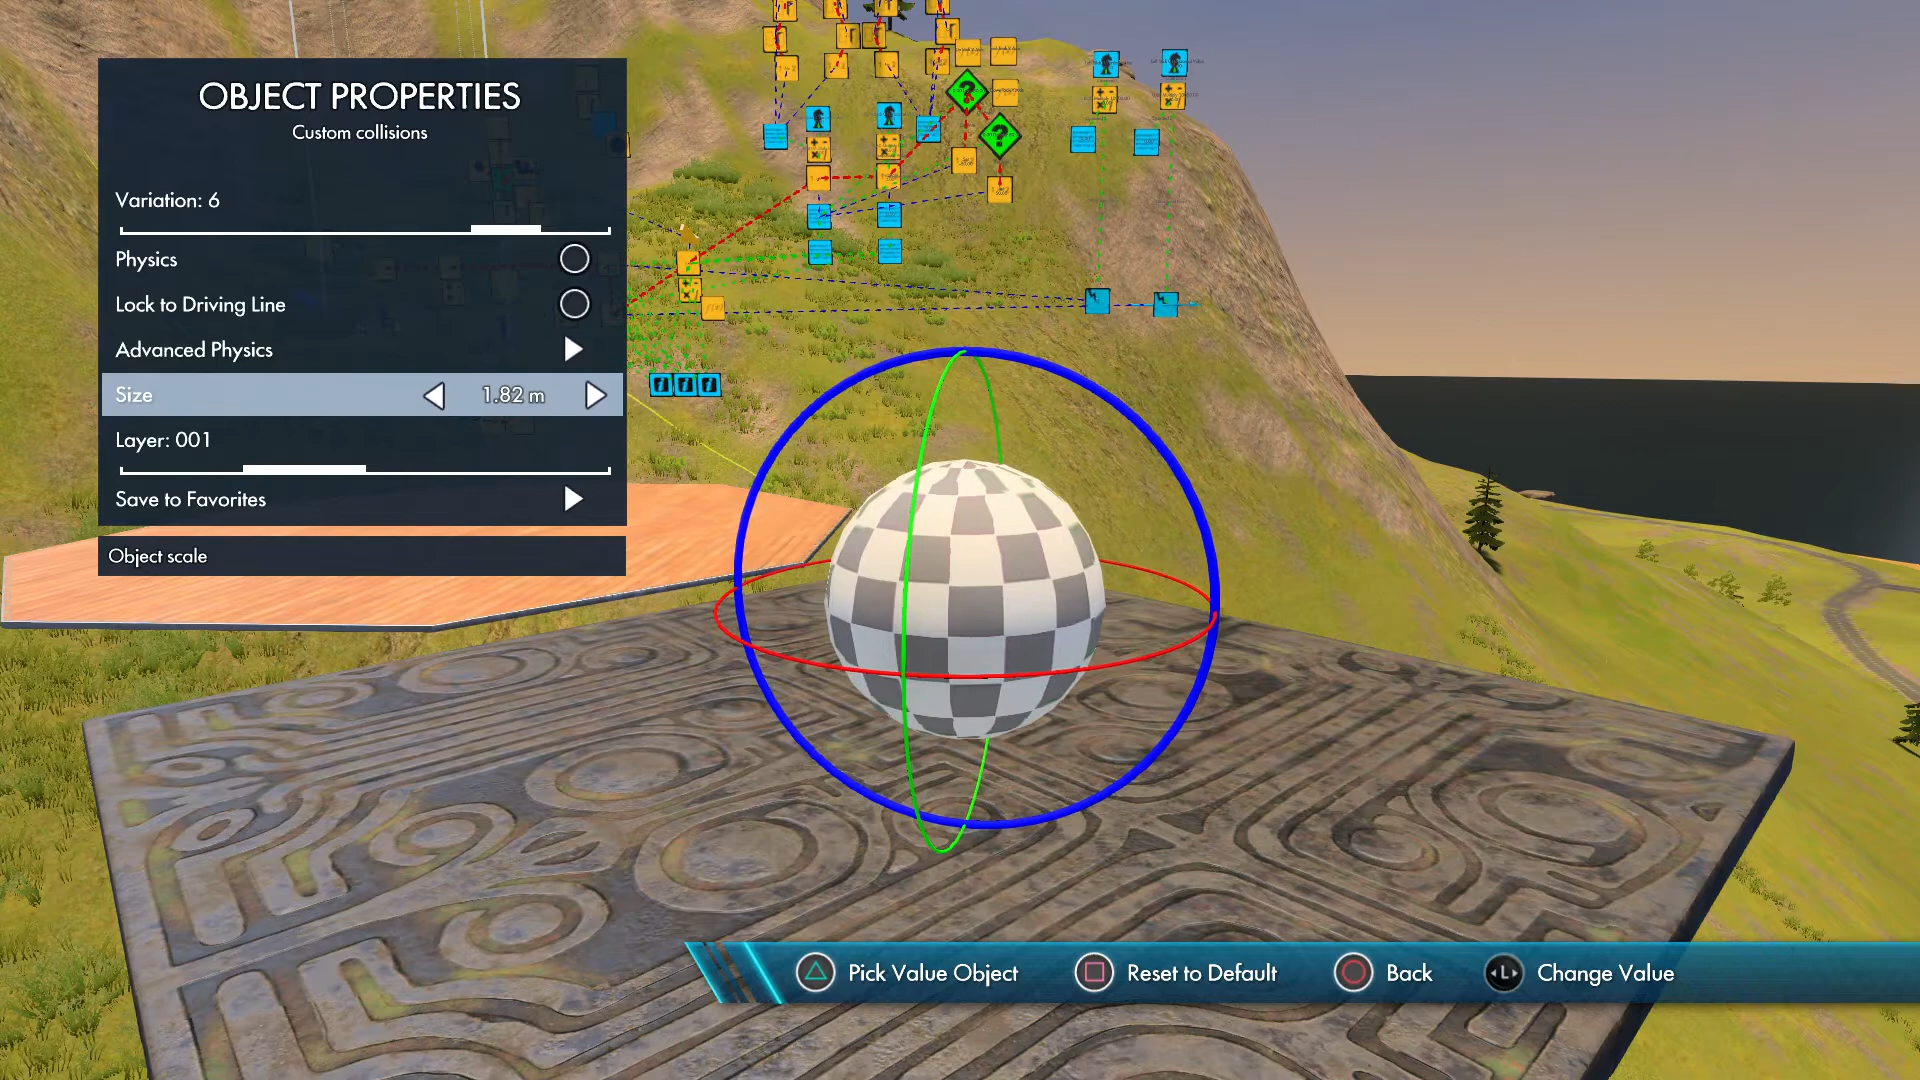 OBJECT PROPERTIES
Custom collisions
Variation: 6
Physics
Lock to Driving Line
Advanced Physics
Size 1.82 m
Layer: 001
Save to Favorites
Object scale
Pick Value Object Reset to Default Back L Change Value